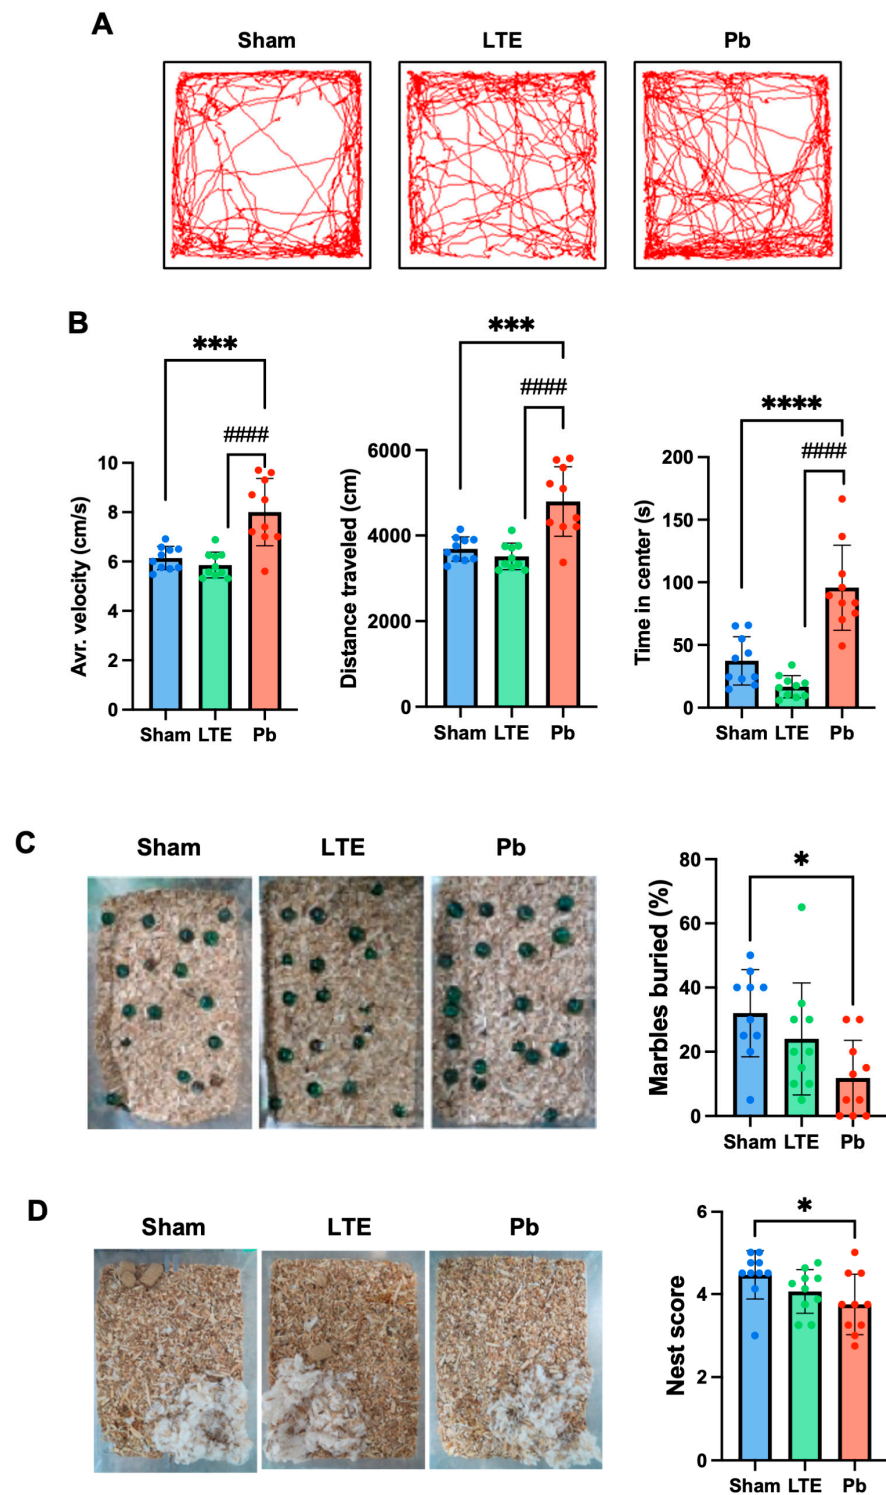 A
Sham LTE Pb
B
***
####
Avr. velocity (cm/s)
10
8
6
4
2
0
Sham LTE Pb
***
####
Distance traveled (cm)
6000
4000
2000
0
Sham LTE Pb
****
####
Time in center (s)
200
150
100
50
0
Sham LTE Pb
C
Sham LTE Pb
*
Marbles buried (%)
80
60
40
20
0
Sham LTE Pb
D
Sham LTE Pb
*
Nest score
6
4
2
0
Sham LTE Pb